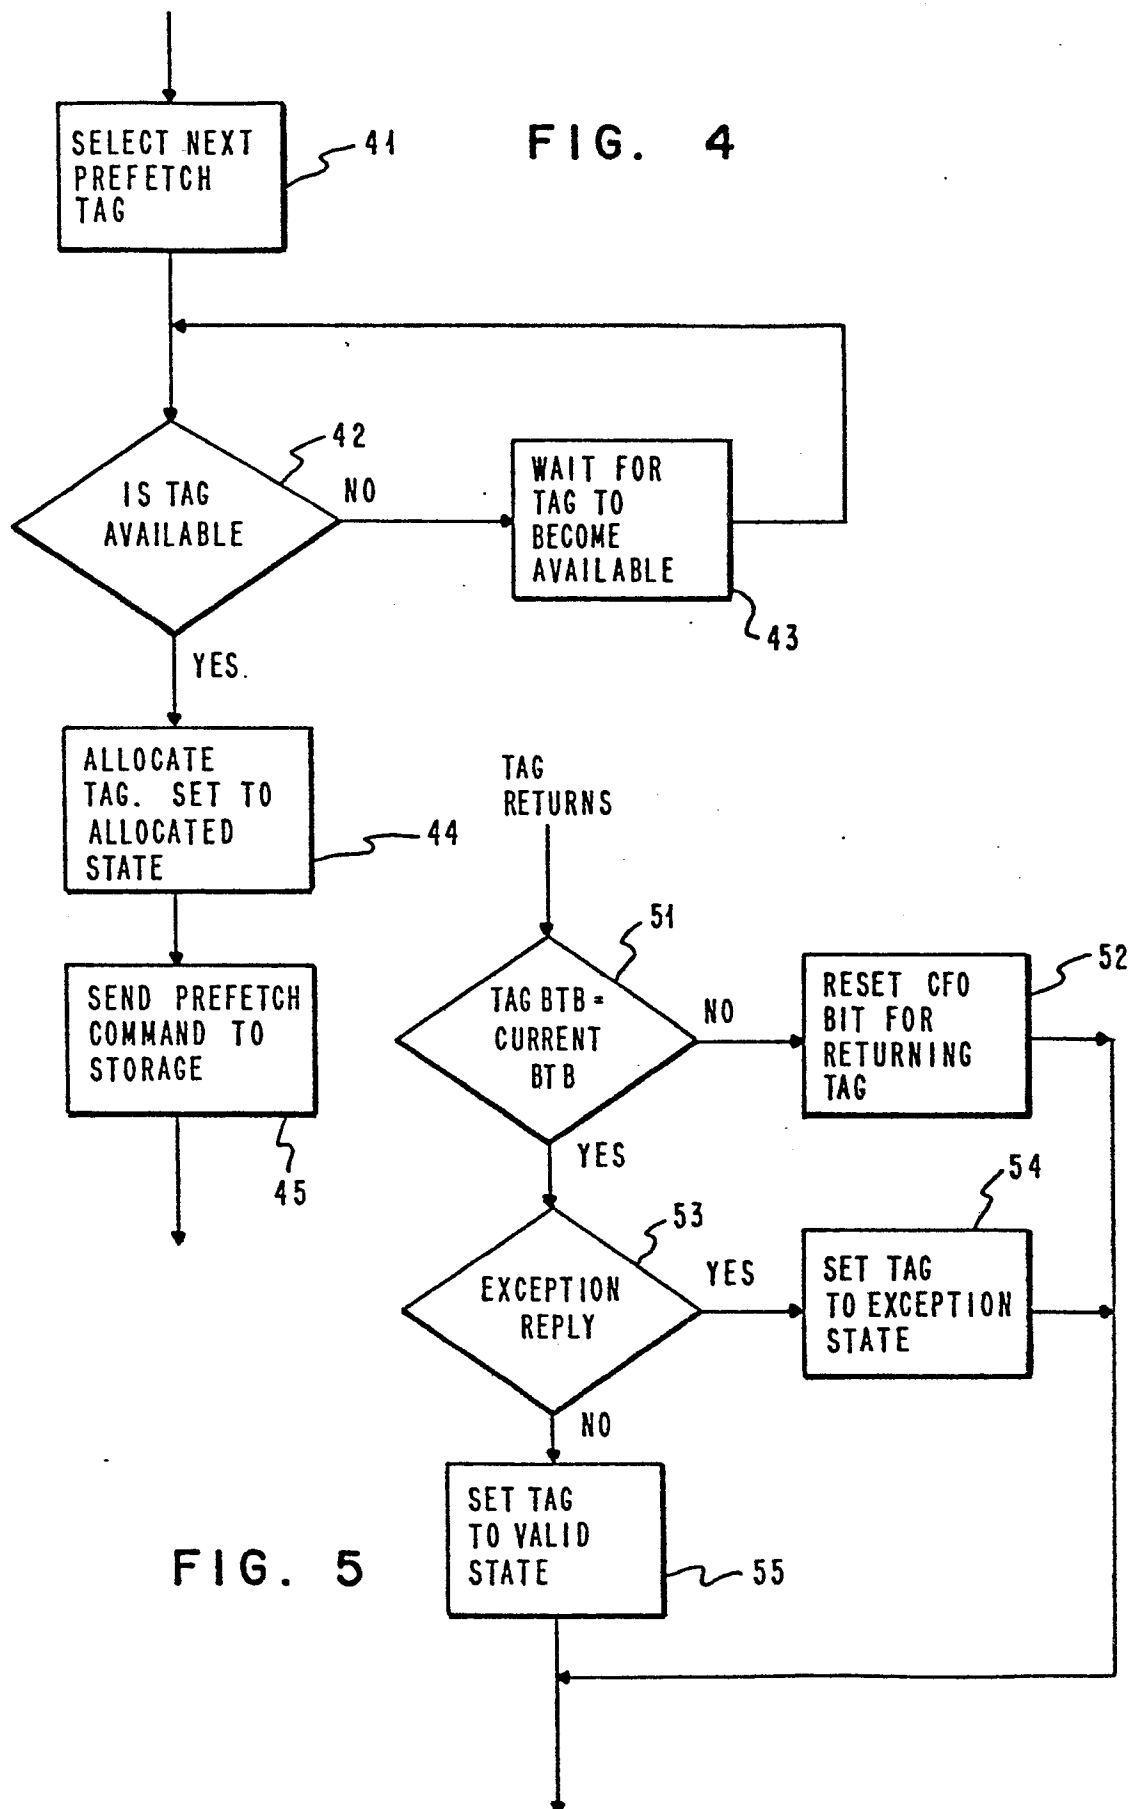 SELECT NEXT
PREFETCH
TAG
41
FIG. 4
IS TAG
AVAILABLE
42
NO
WAIT FOR
TAG TO
BECOME
AVAILABLE
43
YES.
ALLOCATE
TAG. SET TO
ALLOCATED
STATE
44
SEND PREFETCH
COMMAND TO
STORAGE
45
TAG
RETURNS
TAG BTB =
CURRENT
BTB
51
NO
RESET CFO
BIT FOR
RETURNING
TAG
52
YES
EXCEPTION
REPLY
53
YES
SET TAG
TO EXCEPTION
STATE
54
NO
SET TAG
TO VALID
STATE
55
FIG. 5